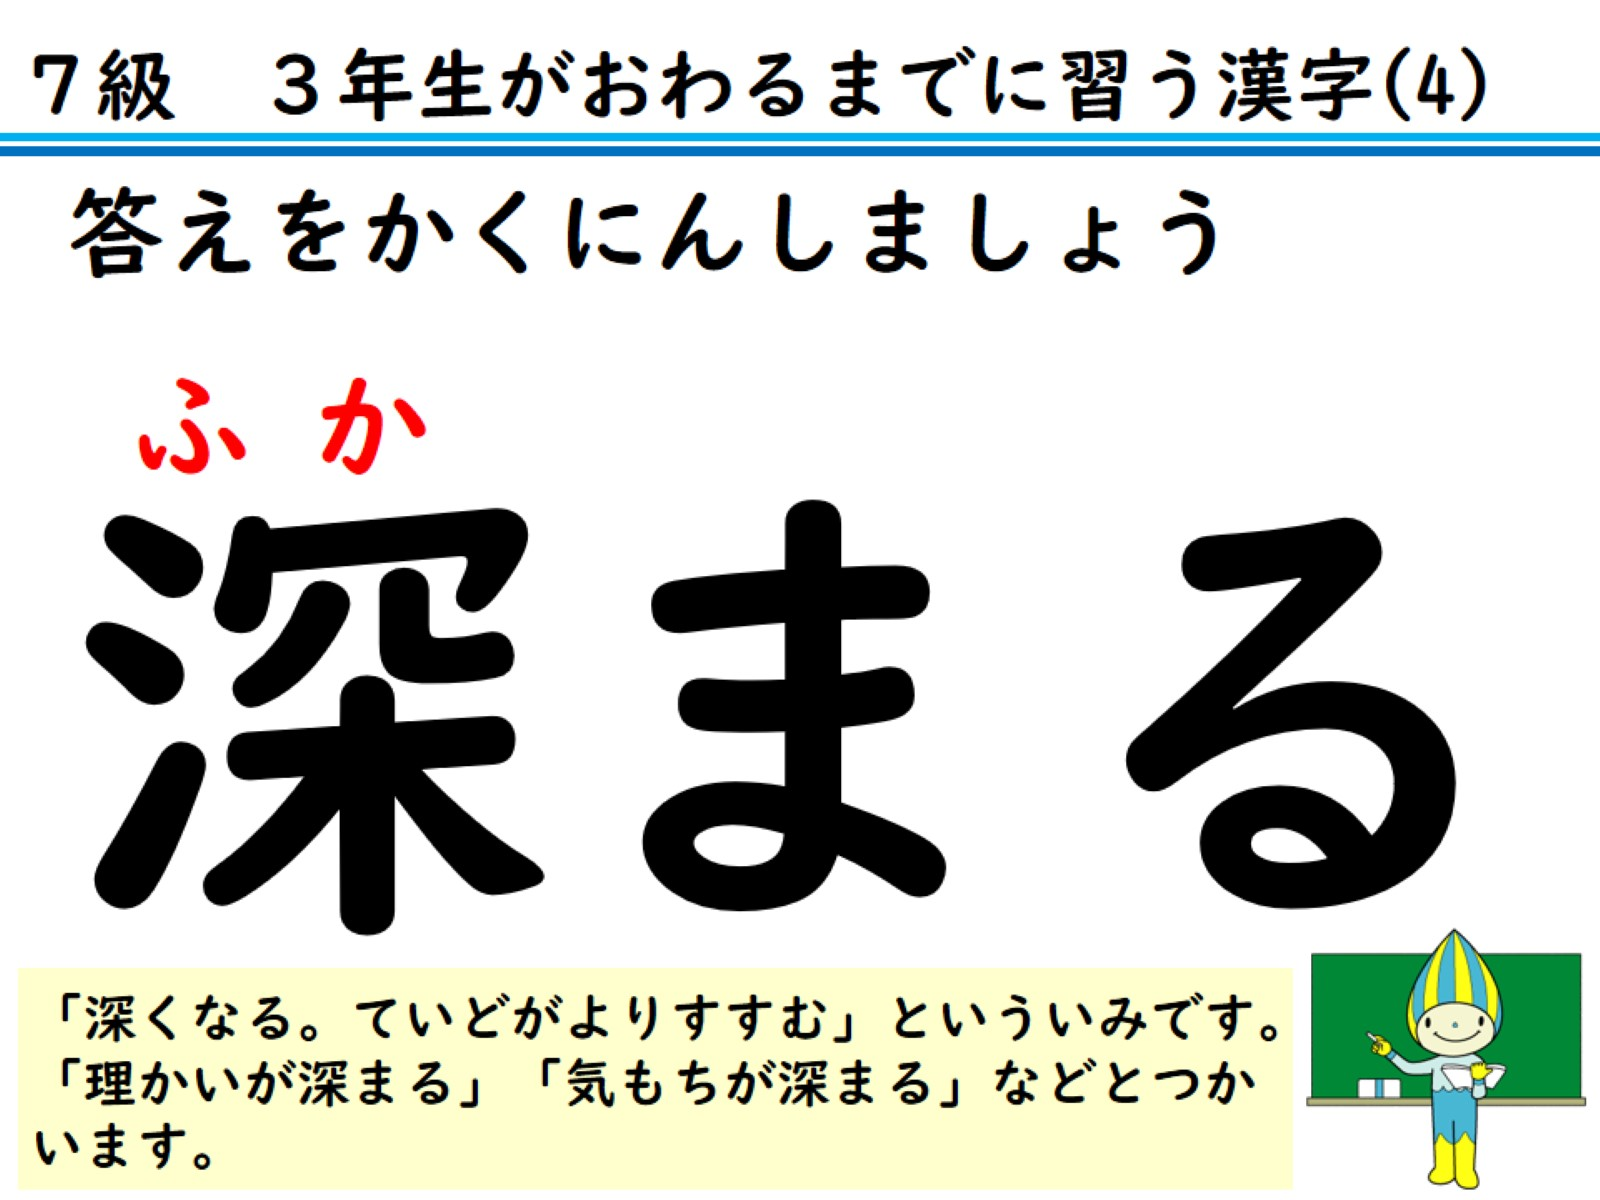 ７級　３年生がおわるまでに習う漢字(4)
答えをかくにんしましょう
ふか
深まる
「深くなる。ていどがよりすすむ」といういみです。
「理かいが深まる」「気もちが深まる」などとつか
います。